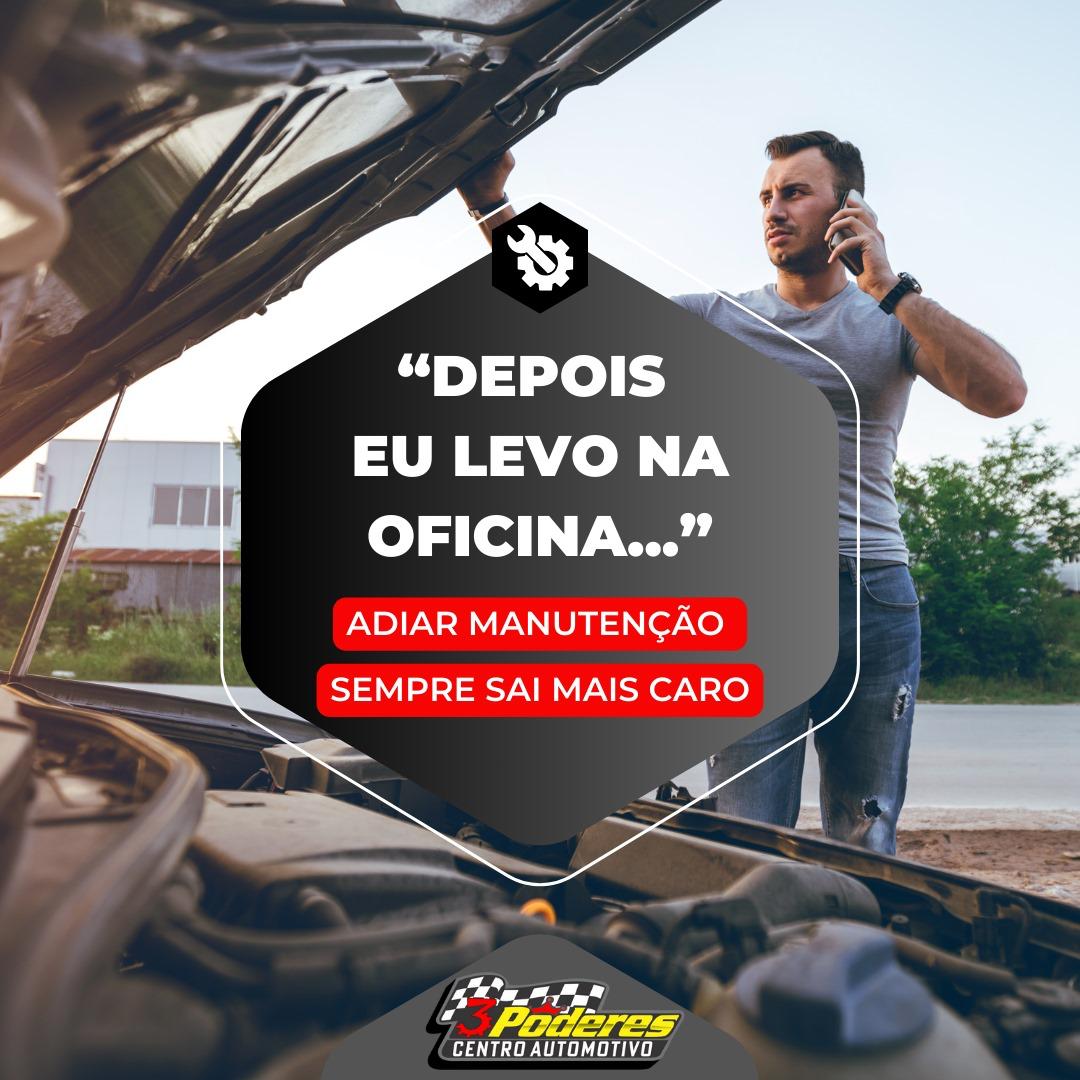 “DEPOIS
EU LEVO NA
OFICINA...”
ADIAR MANUTENÇÃO
SEMPRE SAI MAIS CARO
3 Poderes
CENTRO AUTOMOTIVO